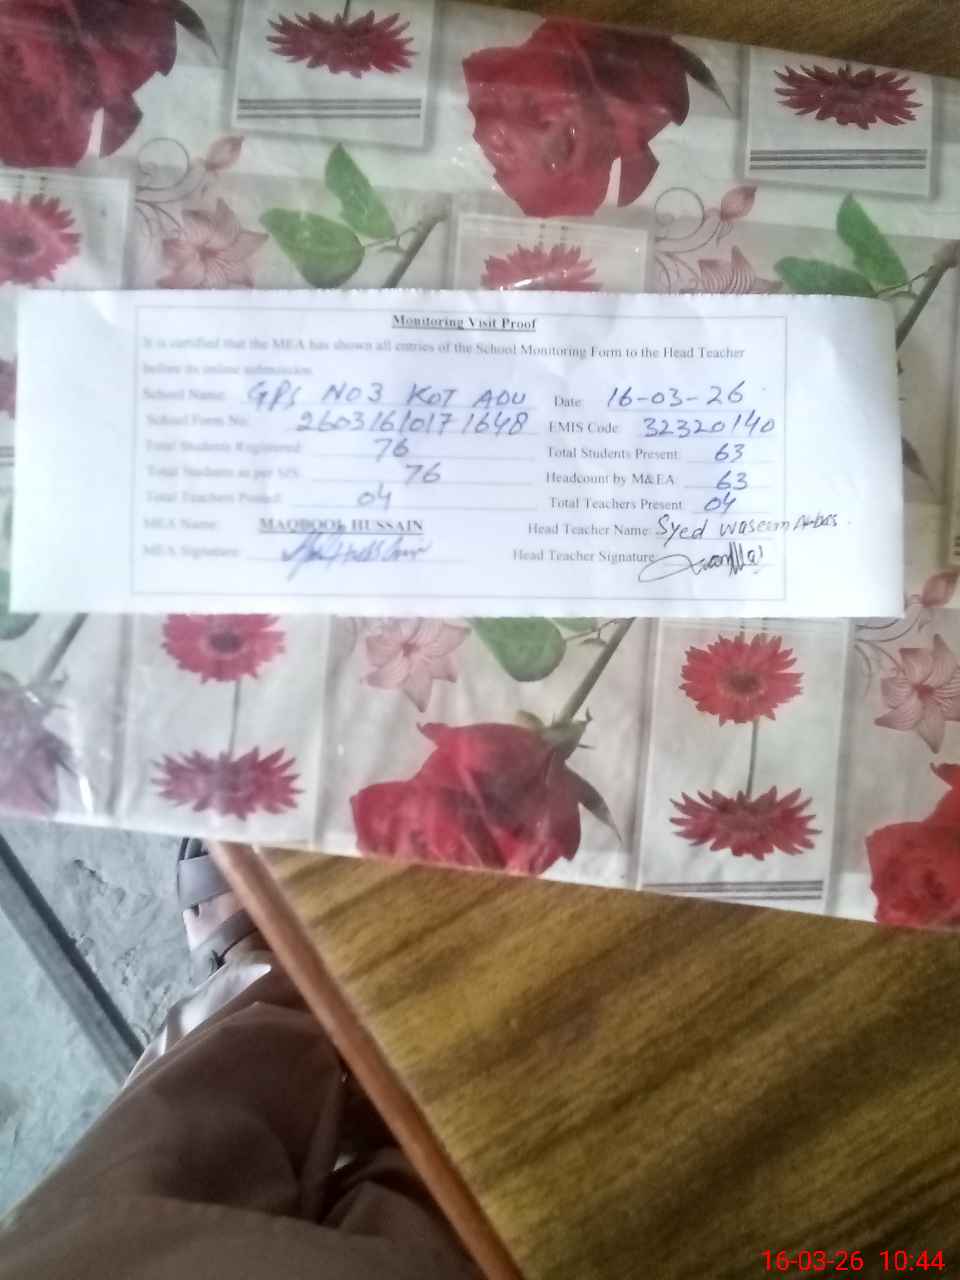 Monitoring Visit Proof
It is certified that the MEA has shown all entries of the School Monitoring Form to the Head Teacher
before its online submission.
School Name: GPS NO 3 KOT ADU Date: 16-03-26
School Form No: 2603161017 1648 EMIS Code 32320140
Total Students Registered: 76 Total Students Present: 63
Total Students as per SIS: 76 Headcount by M&EA 63
Total Teachers Posted: 04 Total Teachers Present: 04
MEA Name: MAQBOOL HUSSAIN Head Teacher Name: Syed waseem Abbas.
MEA Signature: Head Teacher Signature:
16-03-26 10:44